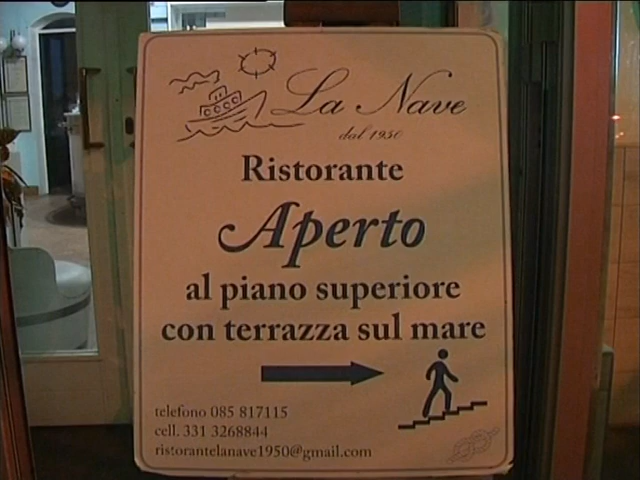 La Nave
dal 1950
Ristorante
Aperto
al piano superiore
con terrazza sul mare
telefono 085 817115
cell. 331 3268844
ristorantelanave1950@gmail.com